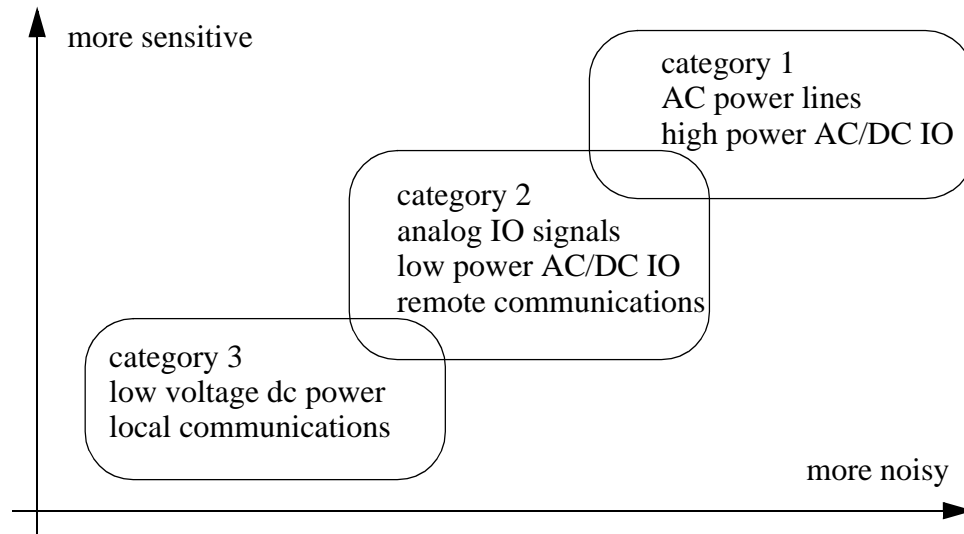 more sensitive
category 1
AC power lines
high power AC/DC IO
category 2
analog IO signals
low power AC/DC IO
remote communications
category 3
low voltage dc power
local communications
more noisy